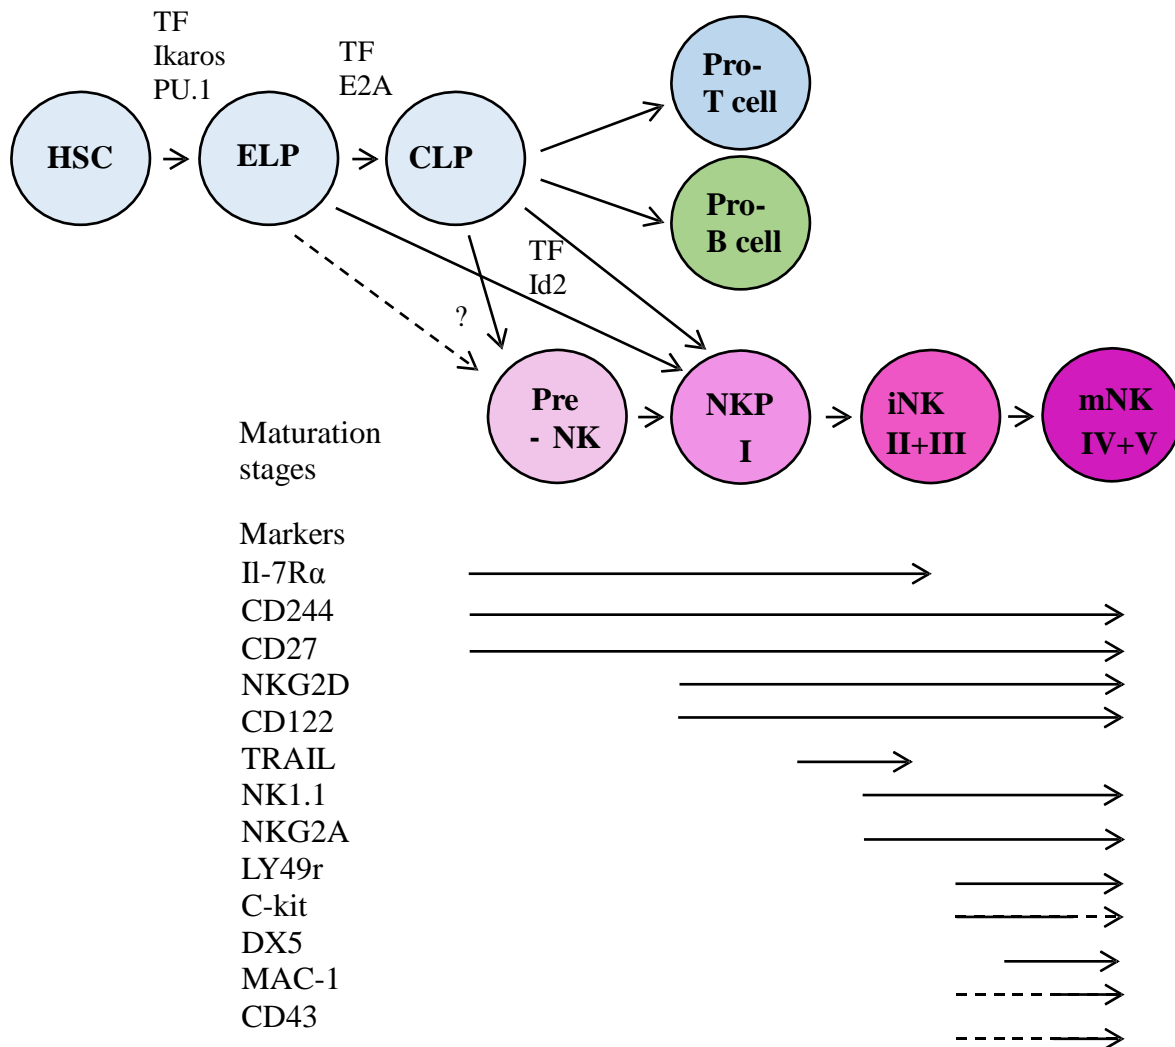 TF
Ikaros
PU.1
TF
E2A
HSC
ELP
CLP
Pro-
T cell
Pro-
B cell
TF
Id2
?
Pre
- NK
NKP
I
iNK
II+III
mNK
IV+V
Maturation
stages
Markers
Il-7Rα
CD244
CD27
NKG2D
CD122
TRAIL
NK1.1
NKG2A
LY49r
C-kit
DX5
MAC-1
CD43